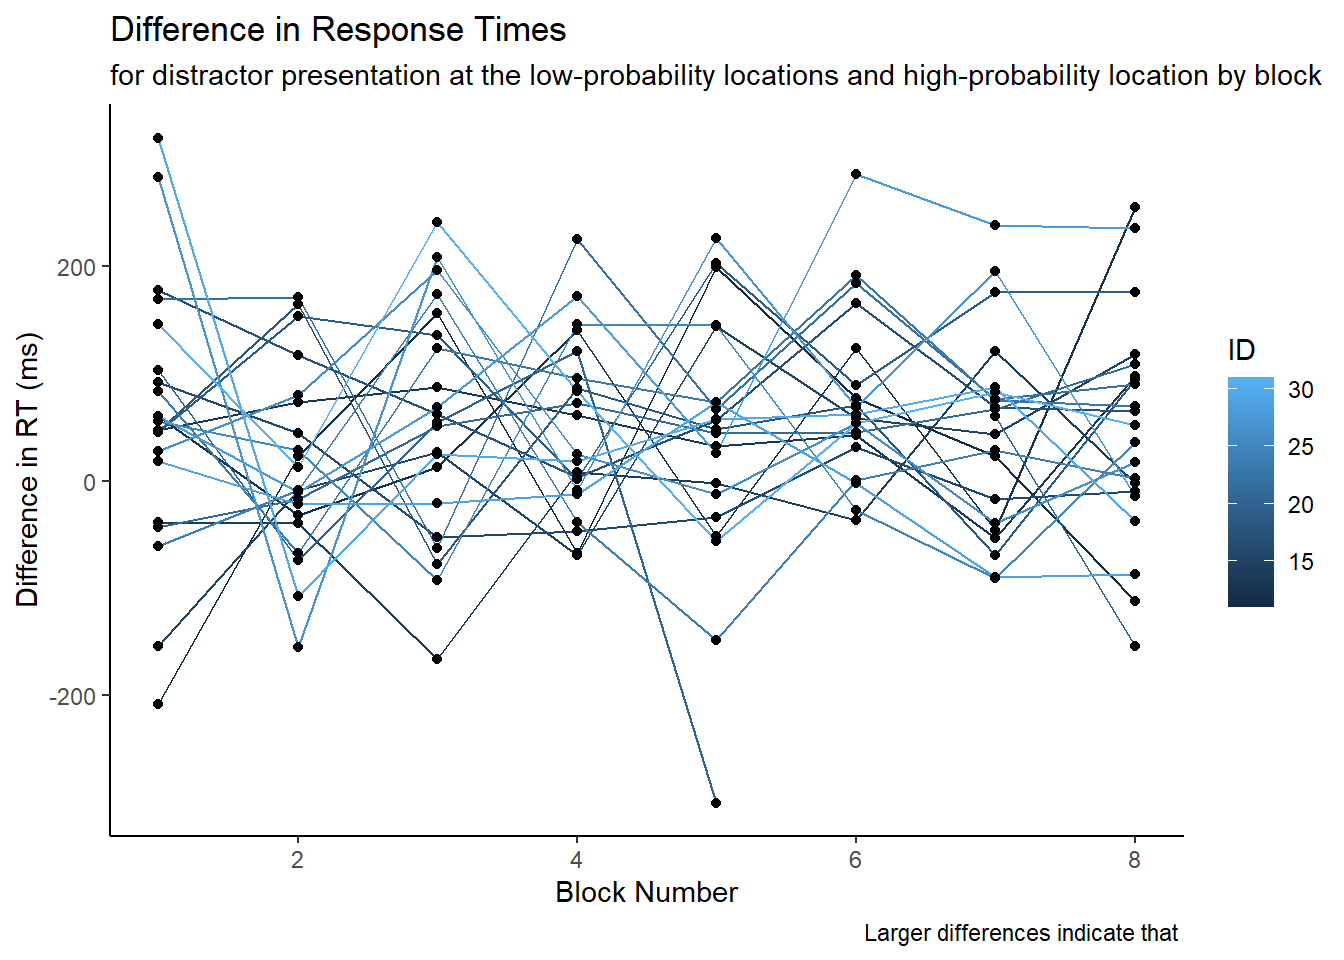 Difference in Response Times
for distractor presentation at the low-probability locations and high-probability location by block
Difference in RT (ms)
200
0
-200
2
4
6
8
Block Number
ID
30
25
20
15
Larger differences indicate that